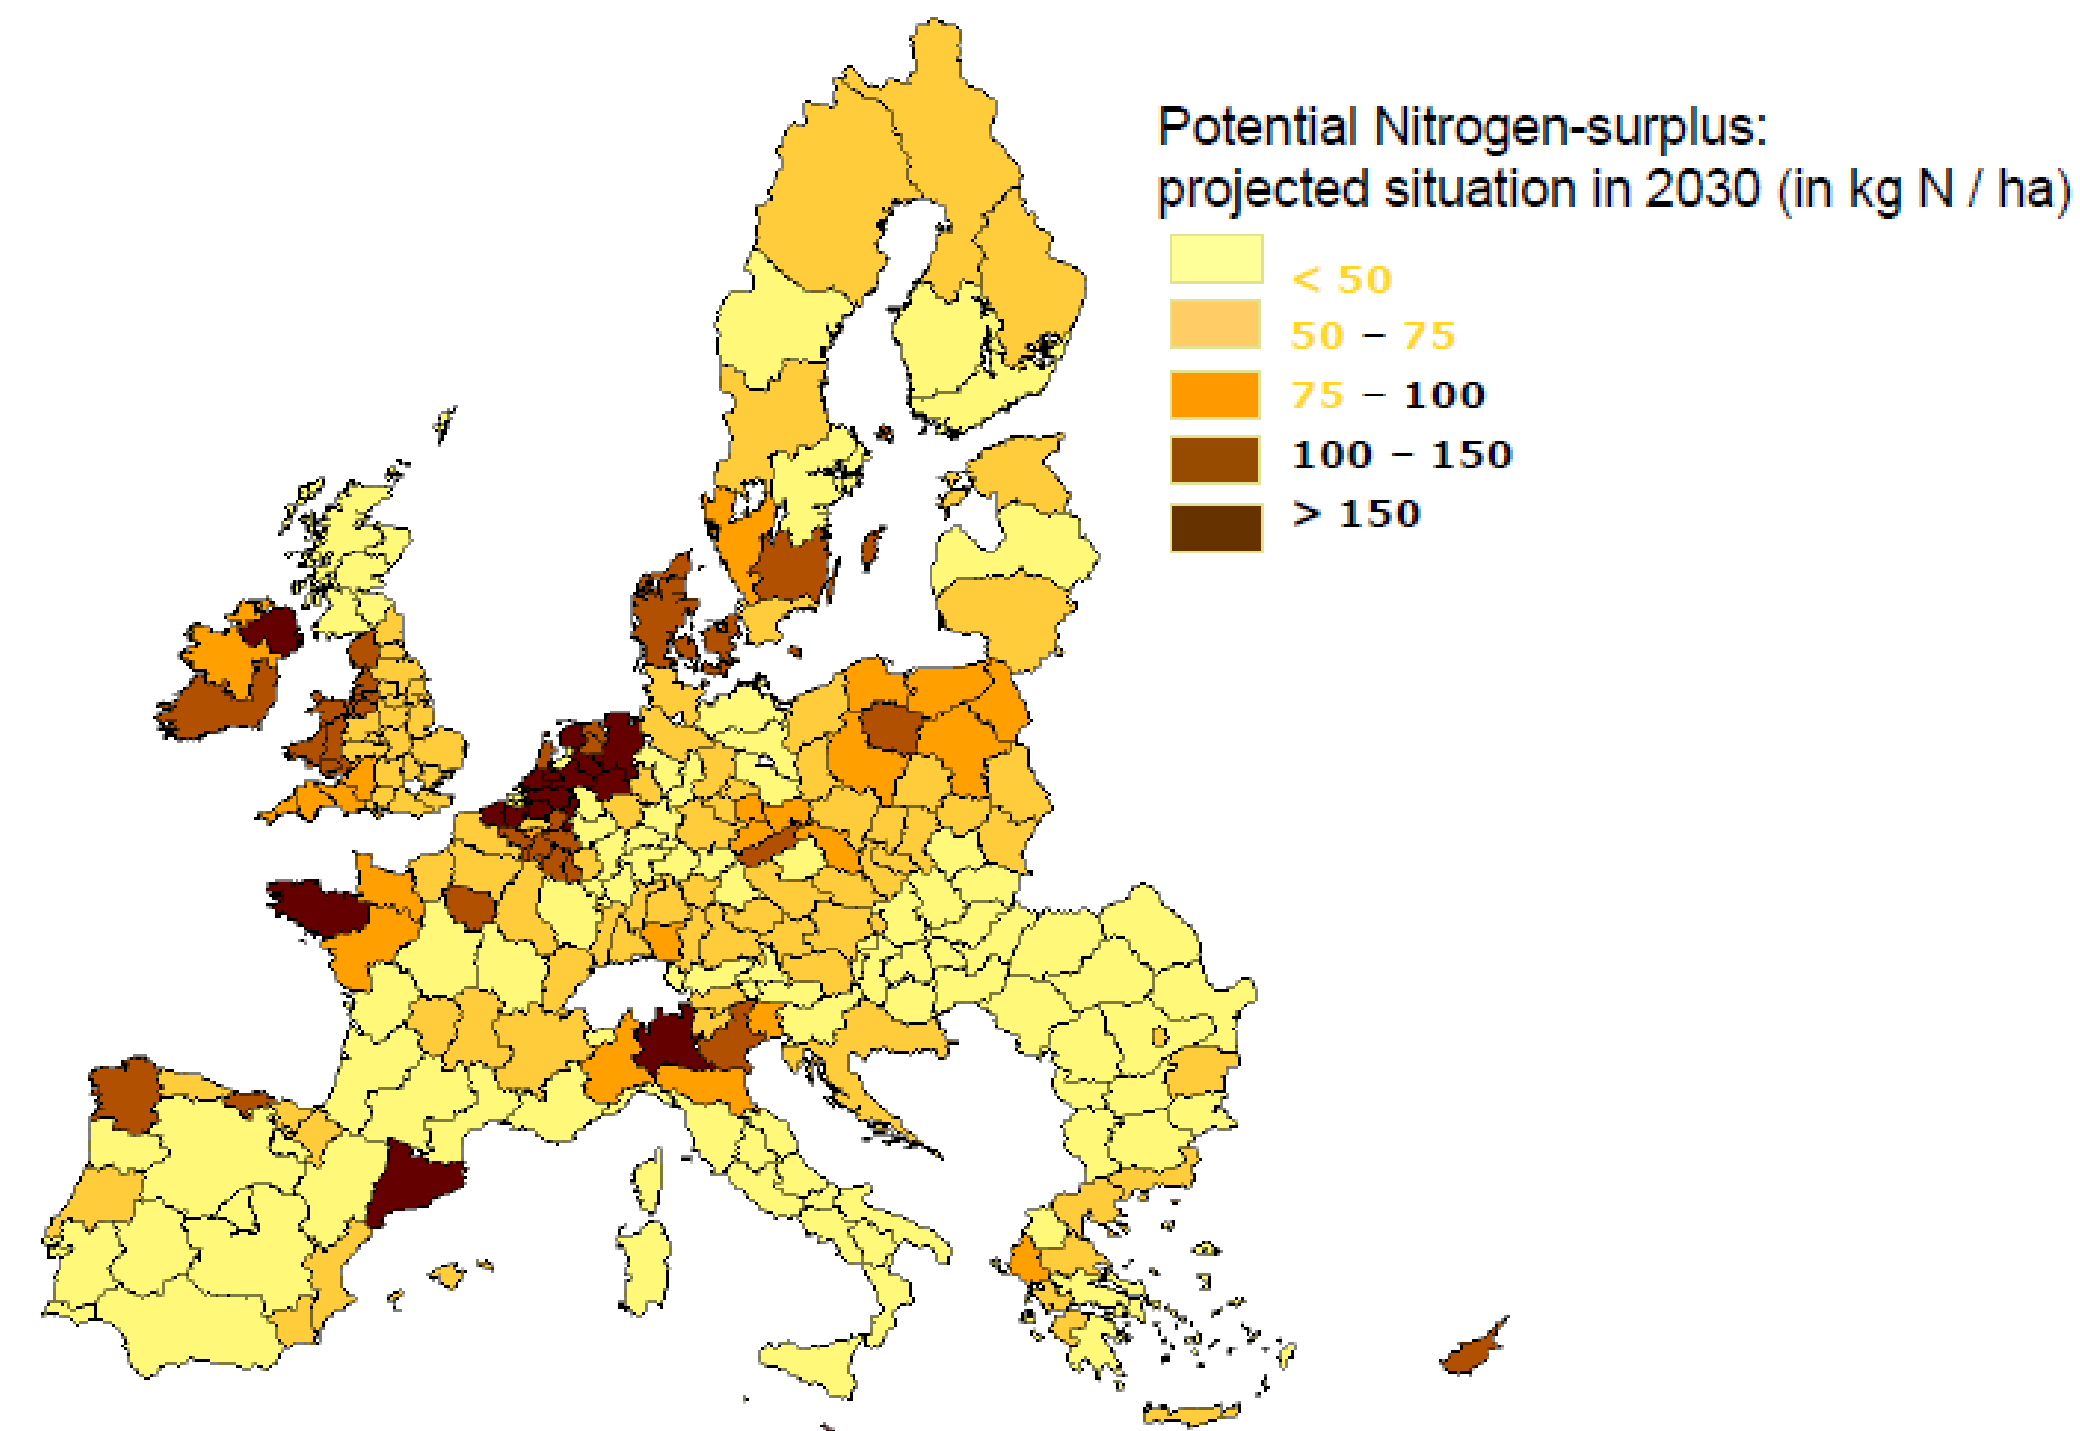 Potential Nitrogen-surplus:
projected situation in 2030 (in kg N / ha)
< 50
50 – 75
75 – 100
100 – 150
> 150